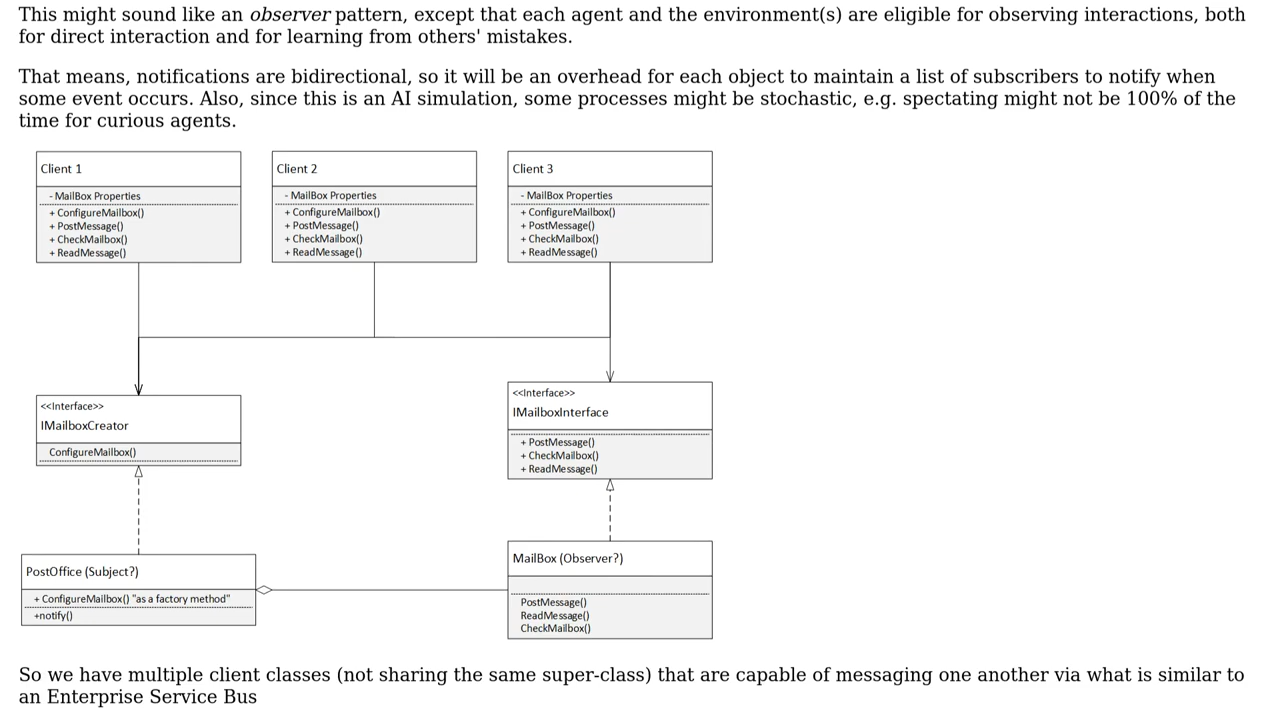 This might sound like an observer pattern, except that each agent and the environment(s) are eligible for observing interactions, both
for direct interaction and for learning from others' mistakes.
That means, notifications are bidirectional, so it will be an overhead for each object to maintain a list of subscribers to notify when
some event occurs. Also, since this is an AI simulation, some processes might be stochastic, e.g. spectating might not be 100% of the
time for curious agents.
Client 1
- MailBox Properties
+ ConfigureMailbox()
+ PostMessage()
+ CheckMailbox()
+ ReadMessage()
Client 2
- MailBox Properties
+ ConfigureMailbox()
+ PostMessage()
+ CheckMailbox()
+ ReadMessage()
Client 3
- MailBox Properties
+ ConfigureMailbox()
+ PostMessage()
+ CheckMailbox()
+ ReadMessage()
<<Interface>>
IMailboxCreator
ConfigureMailbox()
<<Interface>>
IMailboxInterface
+ PostMessage()
+ CheckMailbox()
+ ReadMessage()
PostOffice (Subject?)
+ ConfigureMailbox() "as a factory method"
+notify()
MailBox (Observer?)
PostMessage()
ReadMessage()
CheckMailbox()
So we have multiple client classes (not sharing the same super-class) that are capable of messaging one another via what is similar to
an Enterprise Service Bus